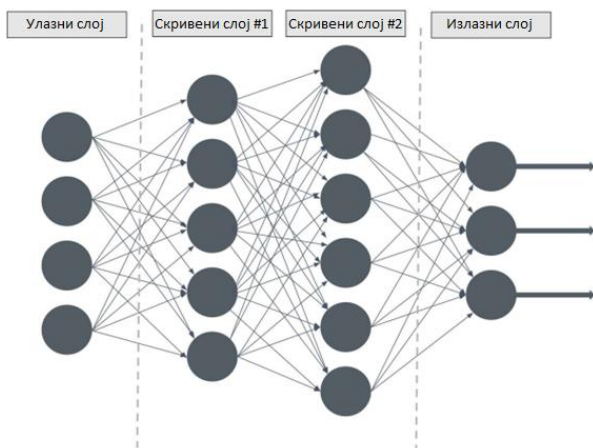 Улазни слој
Скривени слој #1
Скривени слој #2
Излазни слој